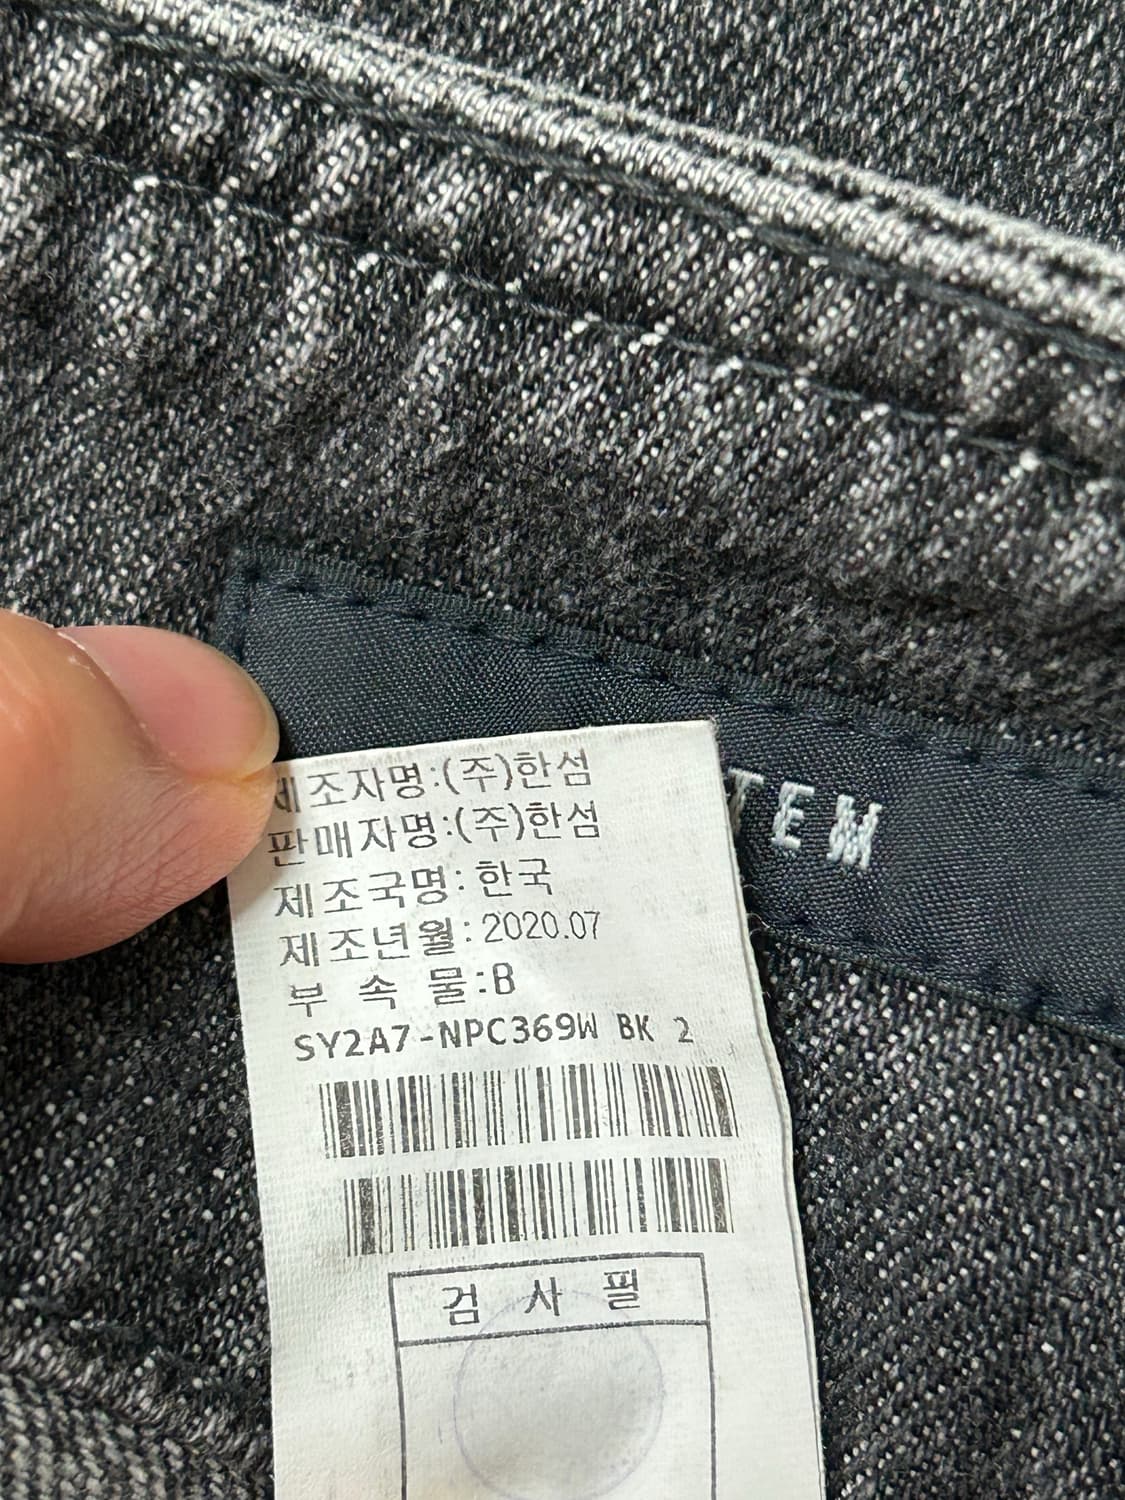 제조자명:(주)한섬
판매자명:(주)한섬
제조국명: 한국
제조년월: 2020.07
부 속 물:B
SY2A7-NPC369W BK 2
검 사 필
TEM